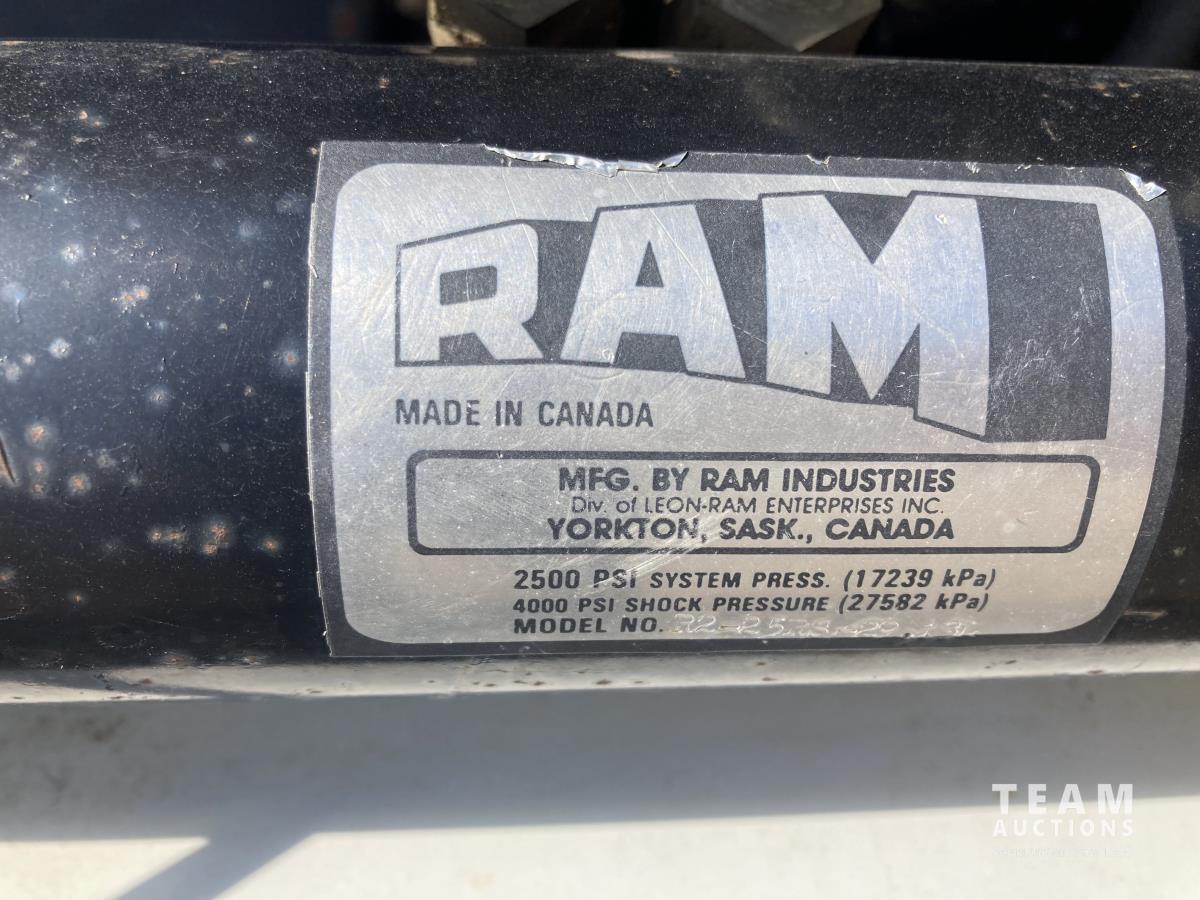 RAM
MADE IN CANADA
MFG. BY RAM INDUSTRIES
Div. of LEON-RAM ENTERPRISES INC.
YORKTON, SASK., CANADA
2500 PSI SYSTEM PRESS. (17239 kPa)
4000 PSI SHOCK PRESSURE (27582 kPa)
MODEL NO.
TEAM
AUCTIONS